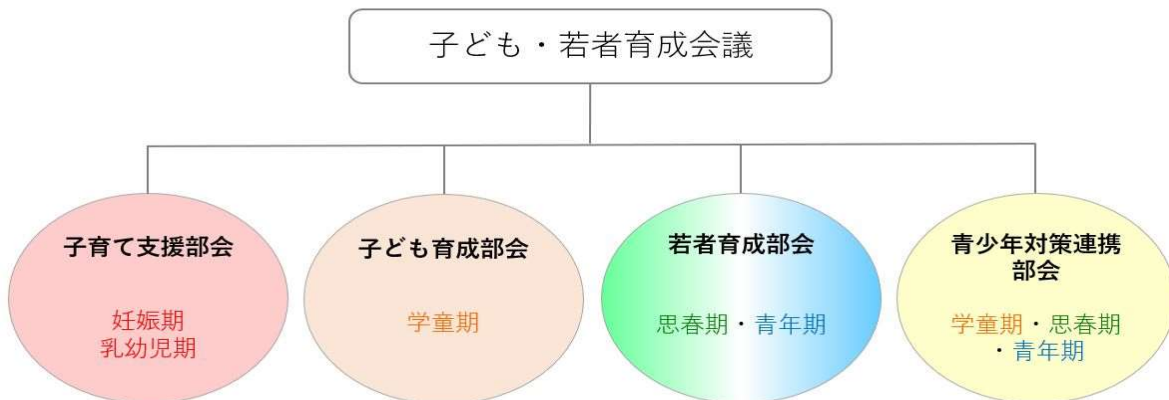 子ども・若者育成会議
子育て支援部会
妊娠期
乳幼児期
子ども育成部会
学童期
若者育成部会
思春期・青年期
青少年対策連携
部会
学童期・思春期
・青年期